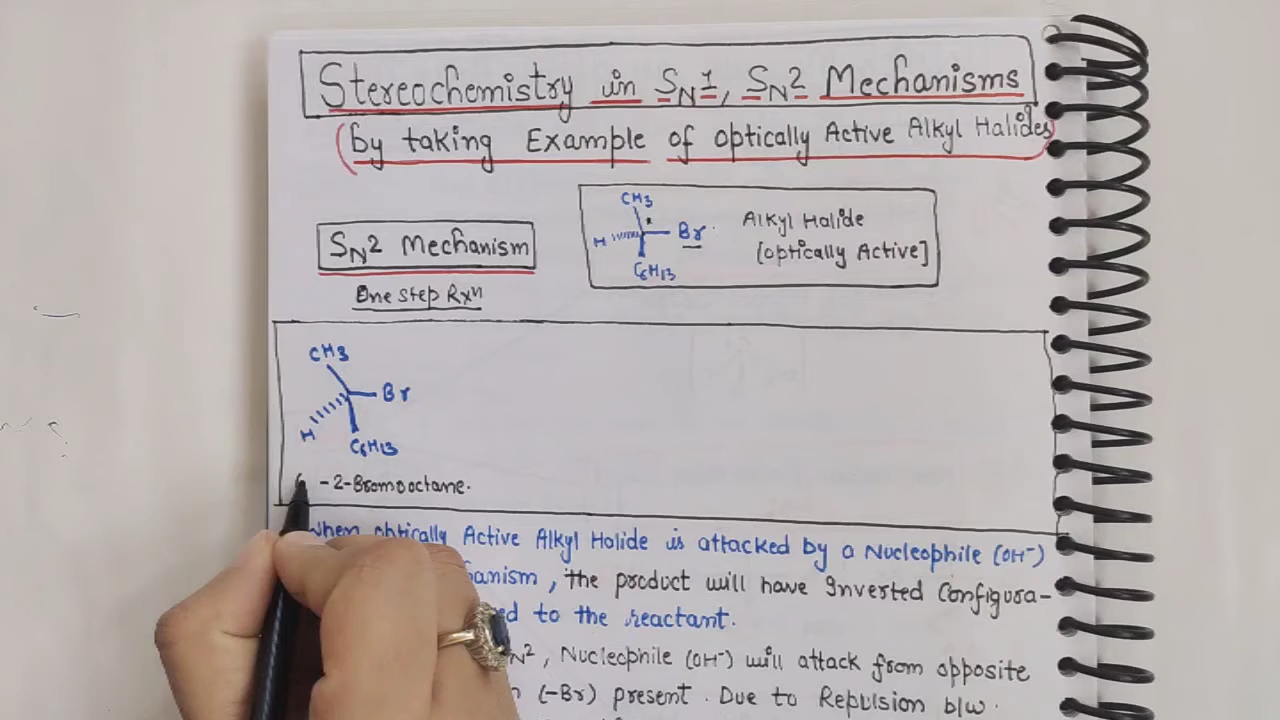 Stereochemistry in SN1, SN2 Mechanisms
(by taking Example of optically Active Alkyl Halides)
CH3
H Br
C6H13
Alkyl Halide
[optically Active]
SN2 Mechanism
One step Rxn
CH3
Br
H
C6H13
-2-Bromooctane.
When optically Active Alkyl Halide is attacked by a Nucleophile (OH-)
, the product will have Inverted Configura-
to the reactant.
N2, Nucleophile (OH-) will attack from opposite
(-Br) present. Due to Repulsion b/w.